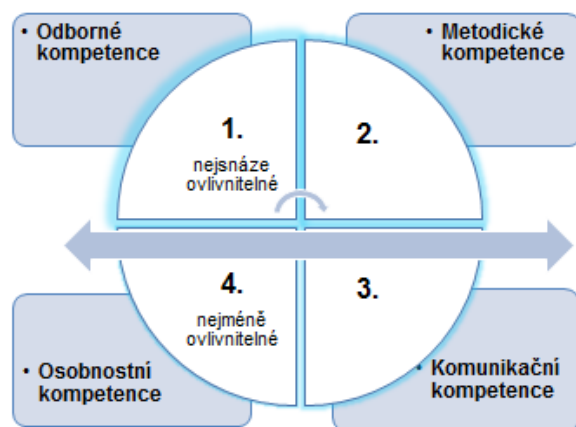 • Odborné
kompetence
• Metodické
kompetence
1.
nejsnáze
ovlivnitelné
2.
4.
nejméně
ovlivnitelné
3.
• Osobnostní
kompetence
• Komunikační
kompetence